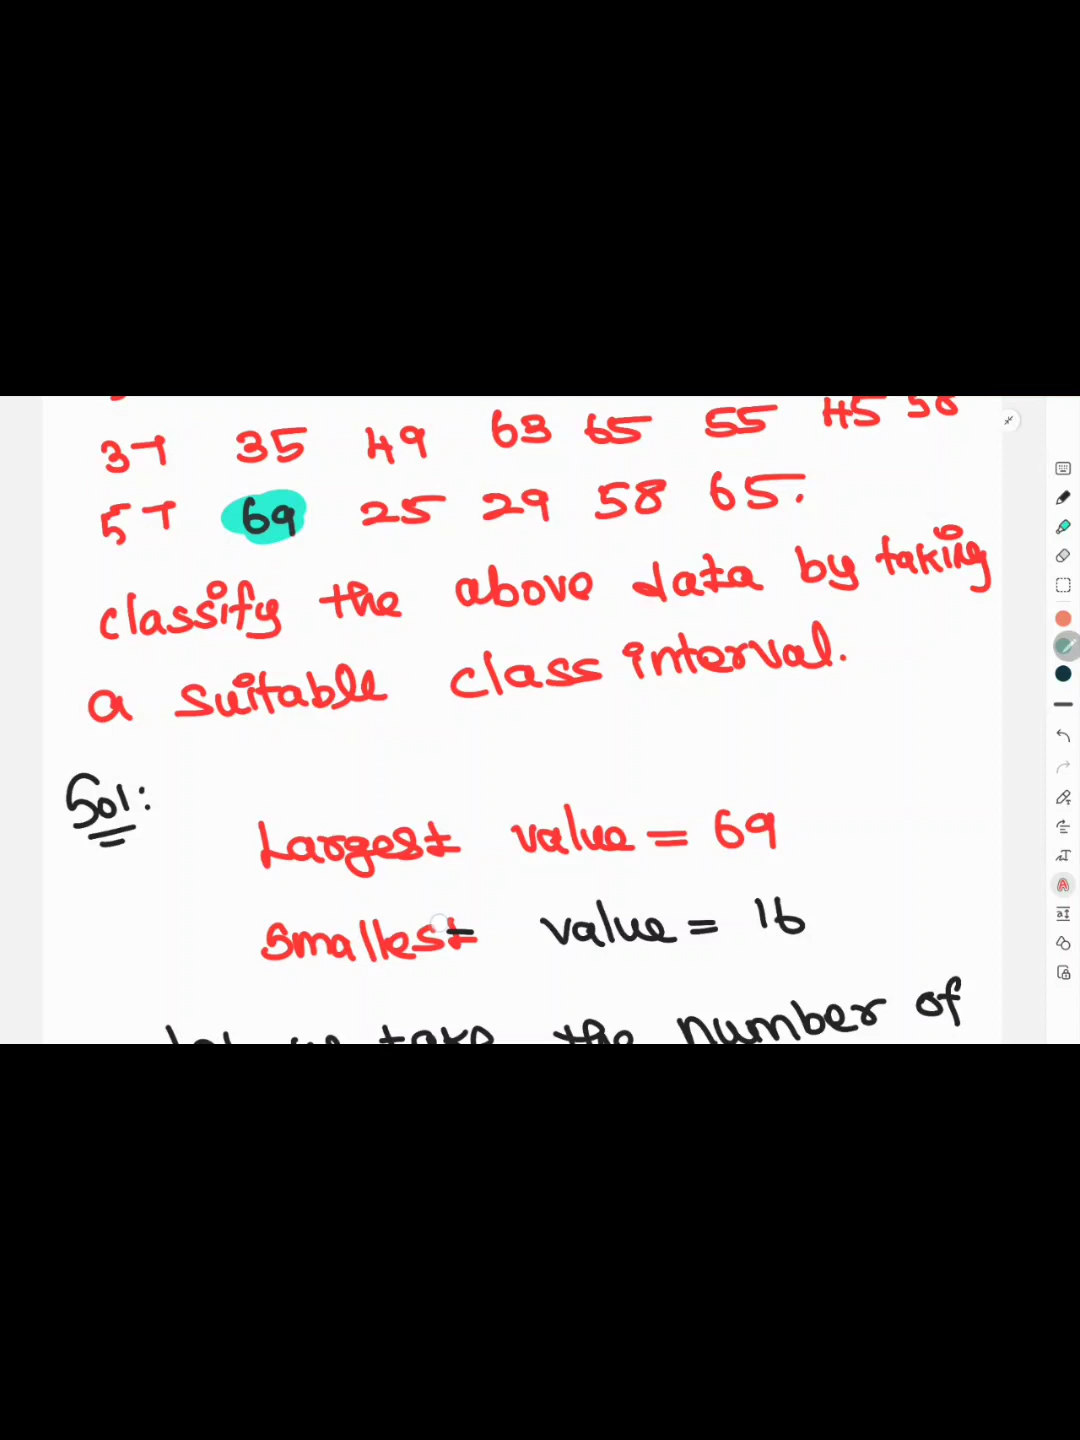 37 35 49 63 65 55 45 58
57 69 25 29 58 65.
classify the above data by taking
a suitable class interval.
Sol:
Largest value = 69
Smallest value = 16
the number of